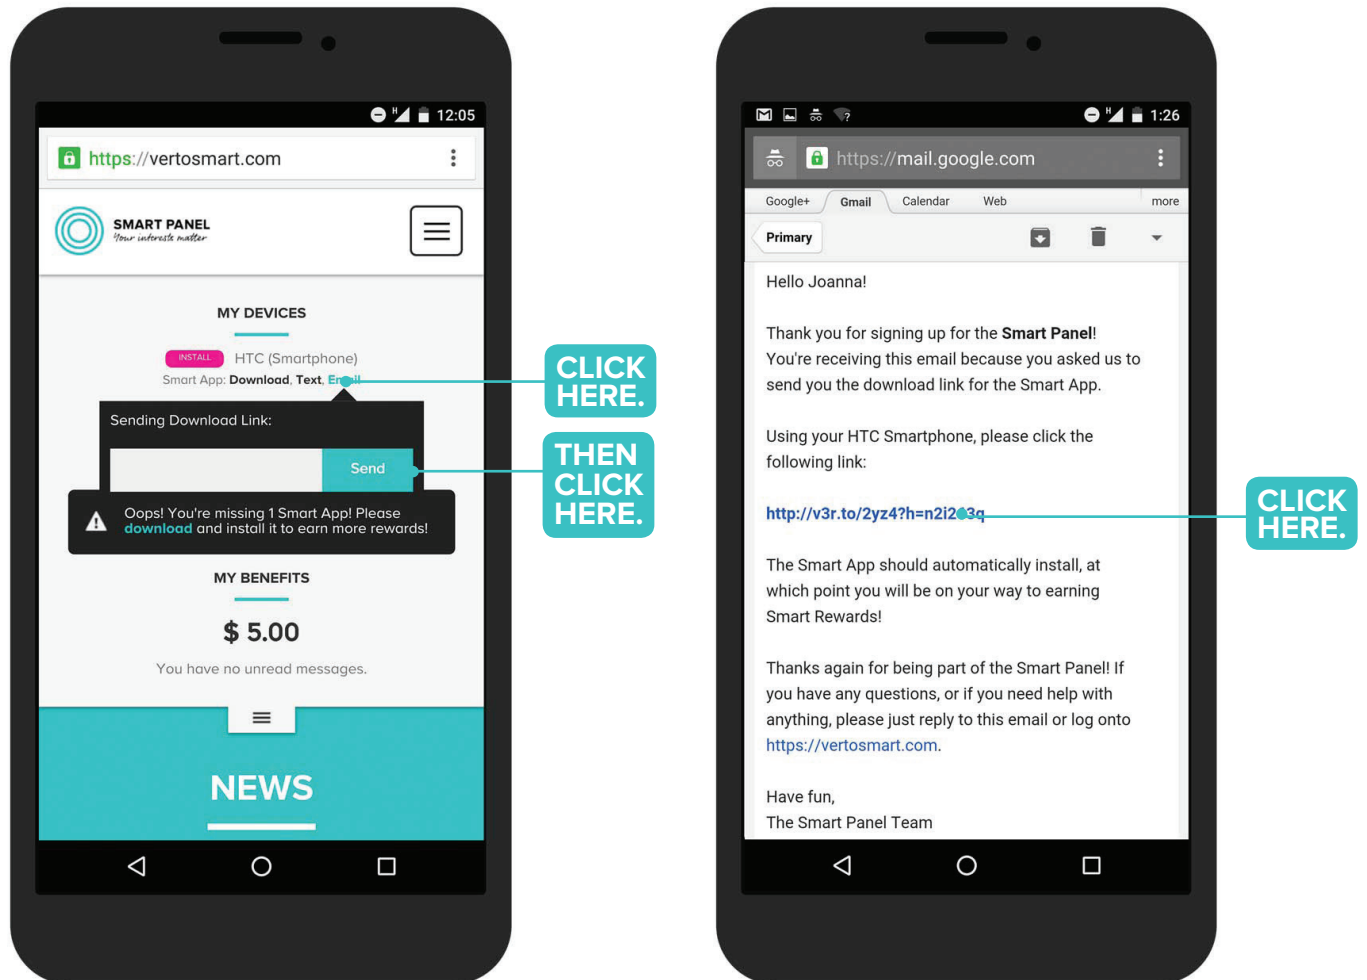 H
12:05
https://vertosmart.com
SMART PANEL
Your interests matter
MY DEVICES
INSTALL HTC (Smartphone)
Smart App: Download, Text, Email
Sending Download Link:
Send
Oops! You're missing 1 Smart App! Please
download and install it to earn more rewards!
MY BENEFITS
$ 5.00
You have no unread messages.
NEWS
CLICK
HERE.
THEN
CLICK
HERE.
H
1:26
https://mail.google.com
Google+ Gmail Calendar Web more
Primary
Hello Joanna!
Thank you for signing up for the Smart Panel!
You're receiving this email because you asked us to
send you the download link for the Smart App.
Using your HTC Smartphone, please click the
following link:
The Smart App should automatically install, at
which point you will be on your way to earning
Smart Rewards!
Thanks again for being part of the Smart Panel! If
you have any questions, or if you need help with
anything, please just reply to this email or log onto
https://vertosmart.com.
Have fun,
The Smart Panel Team
CLICK
HERE.